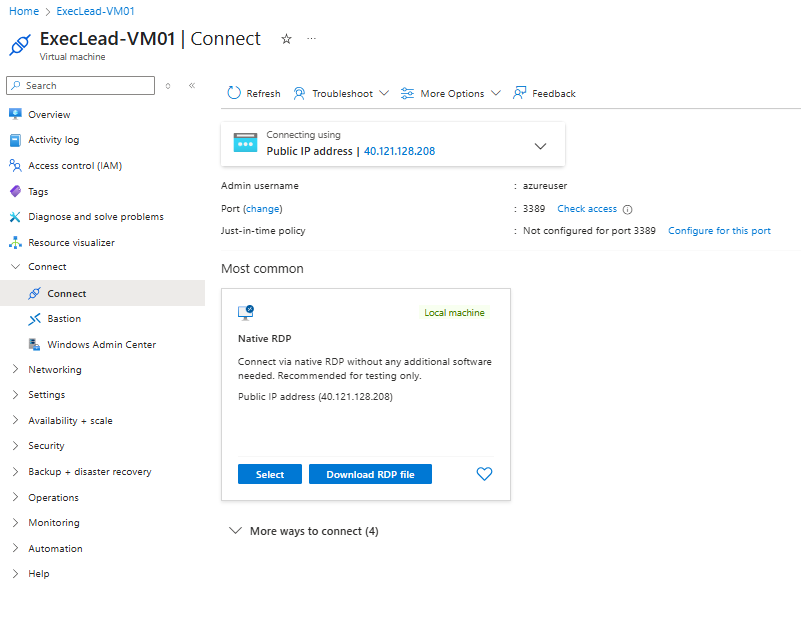 Home > ExecLead-VM01
ExecLead-VM01 | Connect
Virtual machine
Search
Overview
Activity log
Access control (IAM)
Tags
Diagnose and solve problems
Resource visualizer
Connect
Connect
Bastion
Windows Admin Center
Networking
Settings
Availability + scale
Security
Backup + disaster recovery
Operations
Monitoring
Automation
Help
Refresh Troubleshoot More Options Feedback
Connecting using
Public IP address | 40.121.128.208
Admin username : azureuser
Port (change) : 3389 Check access
Just-in-time policy : Not configured for port 3389 Configure for this port
Most common
Local machine
Native RDP
Connect via native RDP without any additional software
needed. Recommended for testing only.
Public IP address (40.121.128.208)
Select Download RDP file
More ways to connect (4)